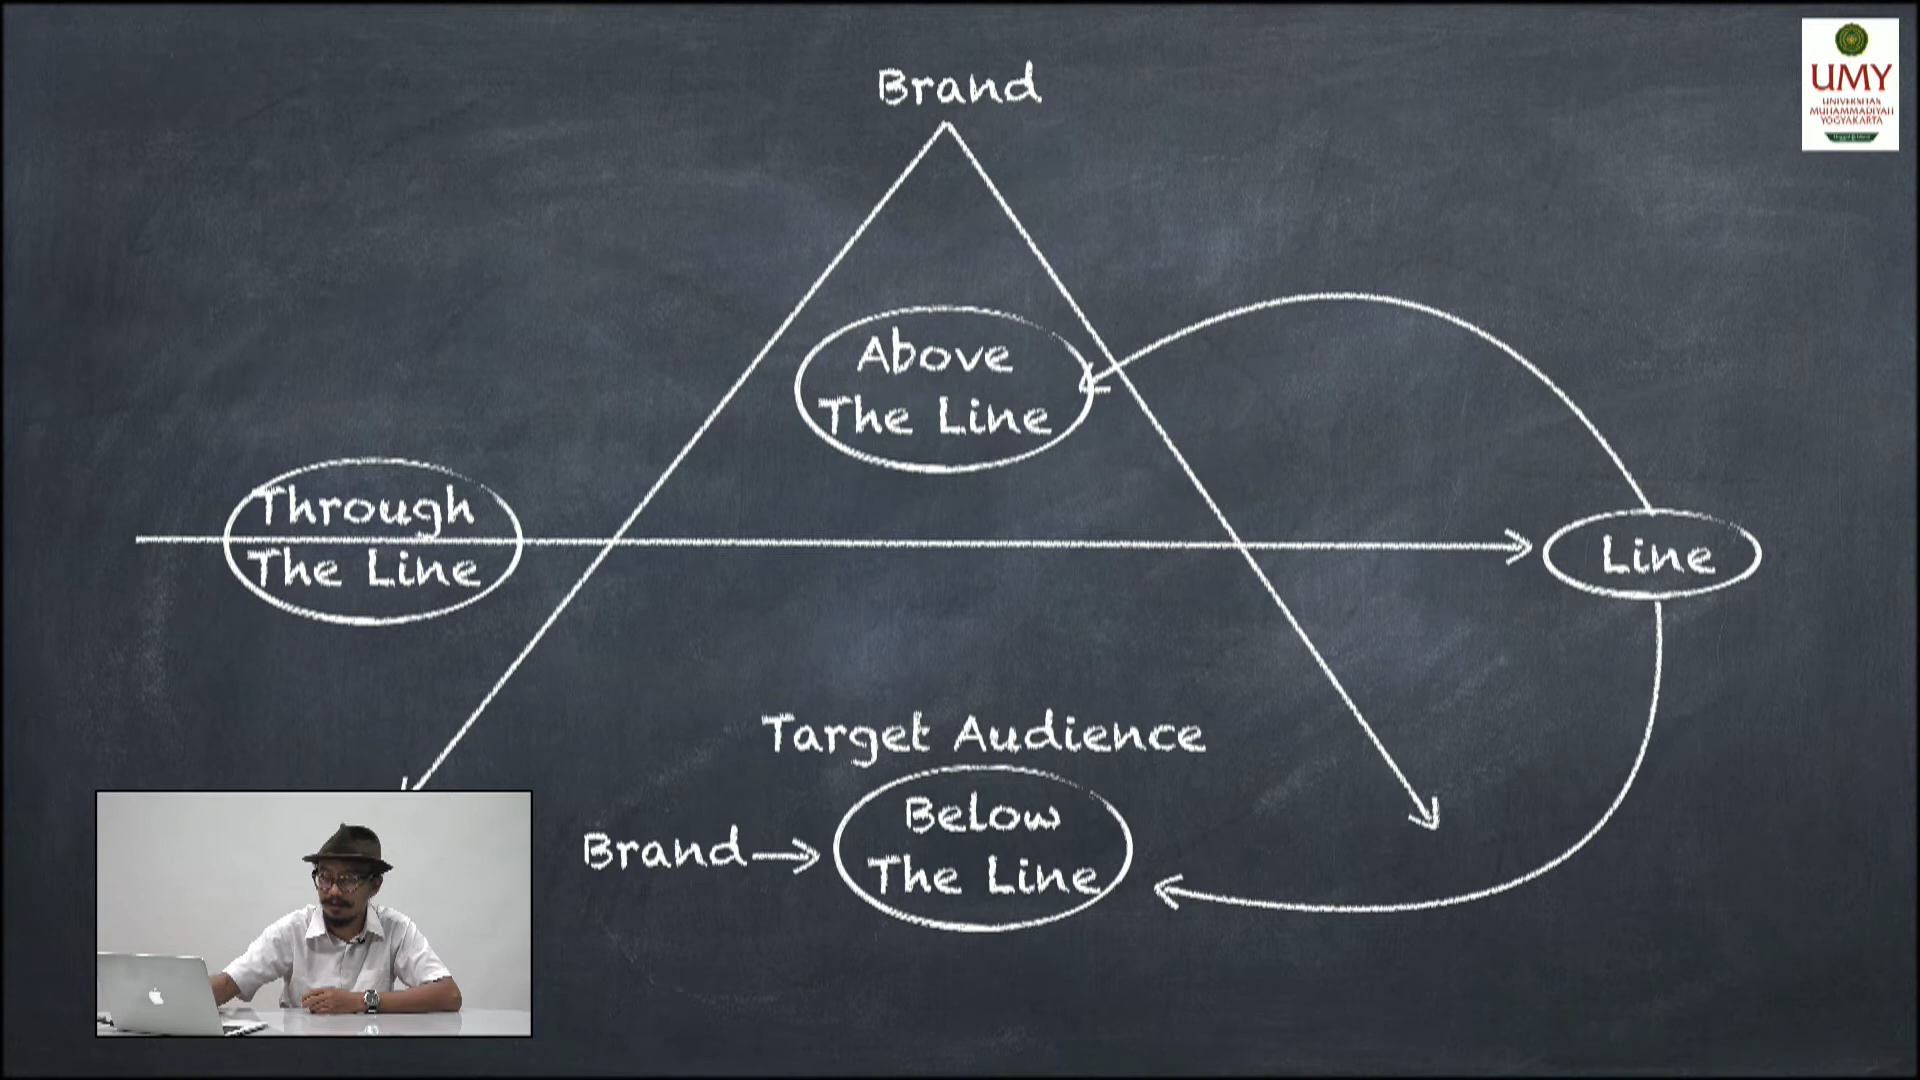 Brand
UMY
UNIVERSITAS
MUHAMMADIYAH
YOGYAKARTA
Above
The Line
Through
The Line
Line
Target Audience
Below
The Line
Brand